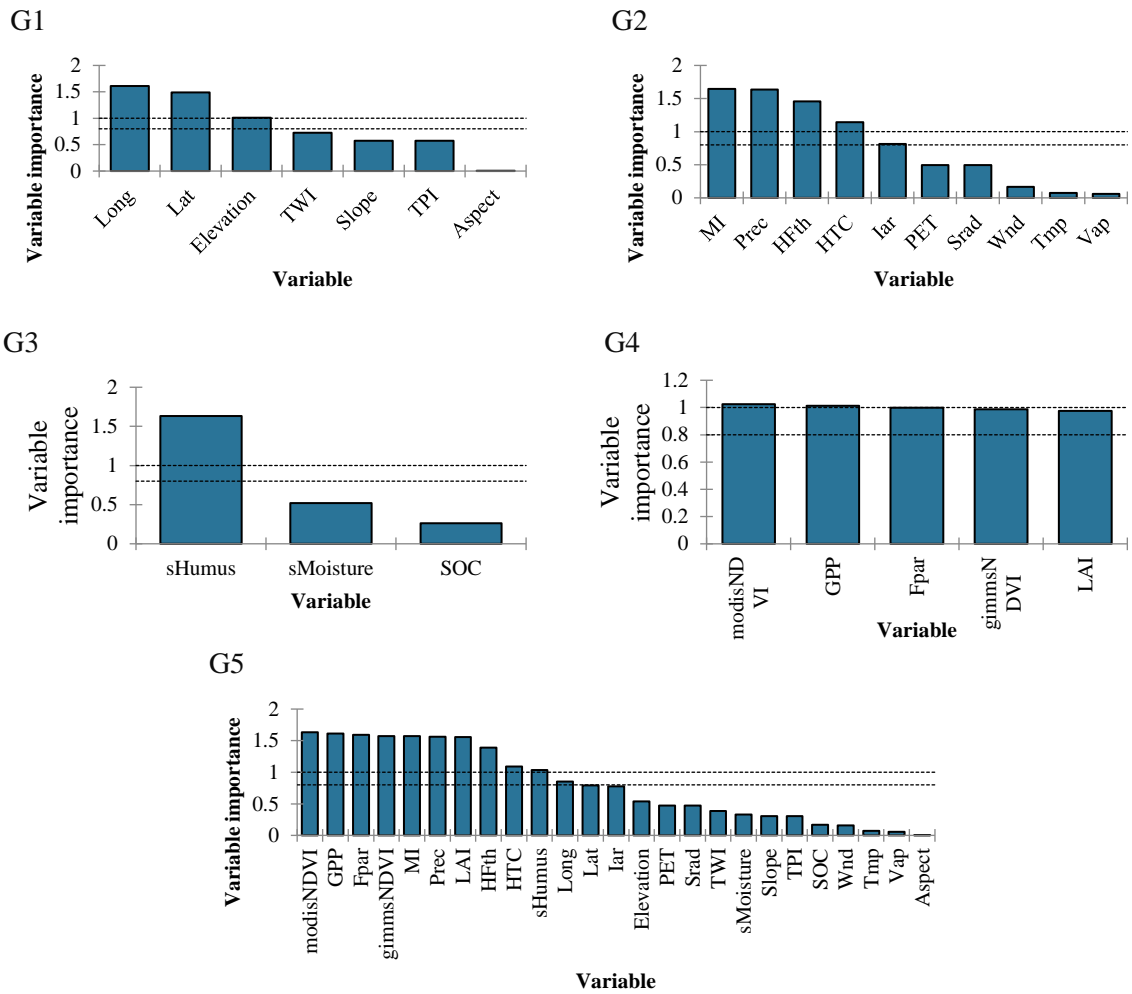 G1
Variable importance
2
1.5
1
0.5
0
Long
Lat
Elevation
TWI
Slope
TPI
Aspect
Variable
G2
Variable importance
2
1.5
1
0.5
0
MI
Prec
HFth
HTC
Iar
PET
Srad
Wnd
Tmp
Vap
Variable
G3
Variable
importance
2
1.5
1
0.5
0
sHumus
sMoisture
SOC
Variable
G4
Variable
importance
1.2
1
0.8
0.6
0.4
0.2
0
modisND
VI
GPP
Fpar
gimmsN
DVI
LAI
Variable
G5
Variable importance
2
1.5
1
0.5
0
modisNDVI
GPP
Fpar
gimmsNDVI
MI
Prec
LAI
HFth
HTC
sHumus
Long
Lat
Iar
Elevation
PET
Srad
TWI
sMoisture
Slope
TPI
SOC
Wnd
Tmp
Vap
Aspect
Variable